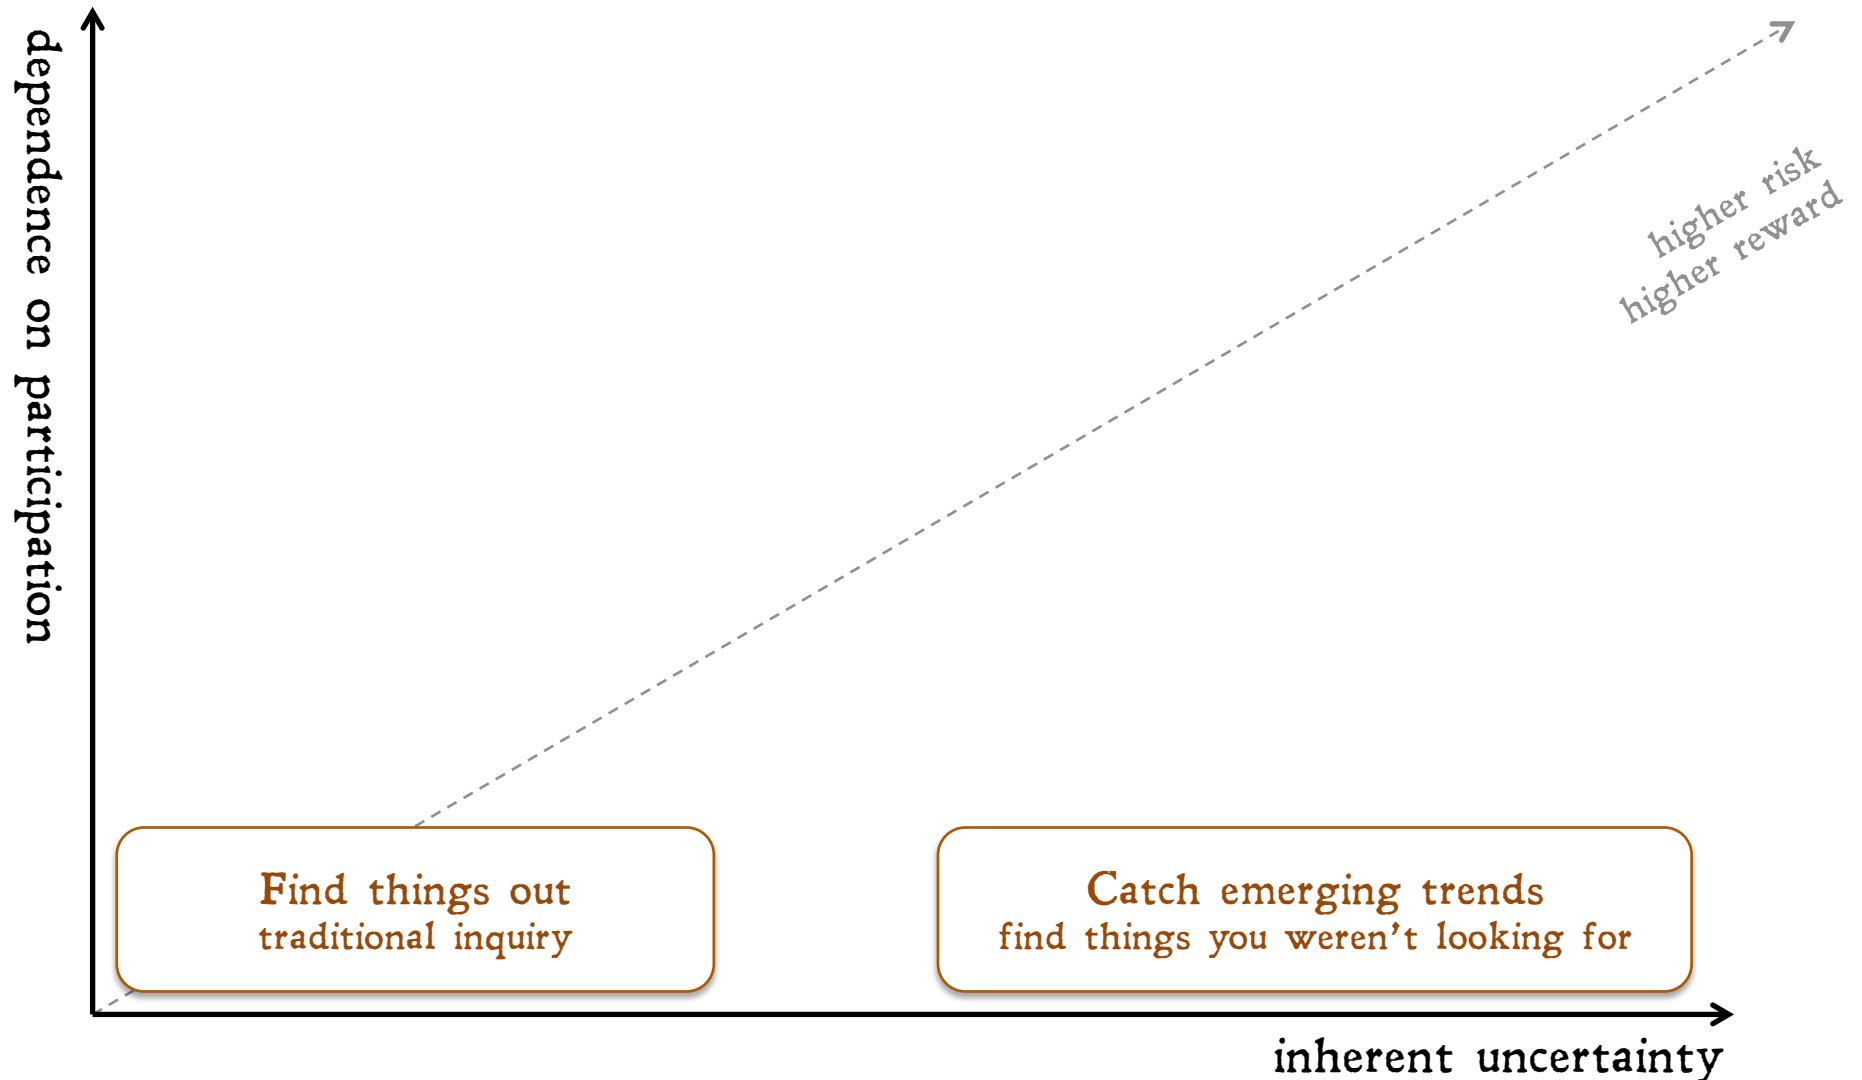 dependence on participation
higher risk
higher reward
Find things out
traditional inquiry
Catch emerging trends
find things you weren't looking for
inherent uncertainty